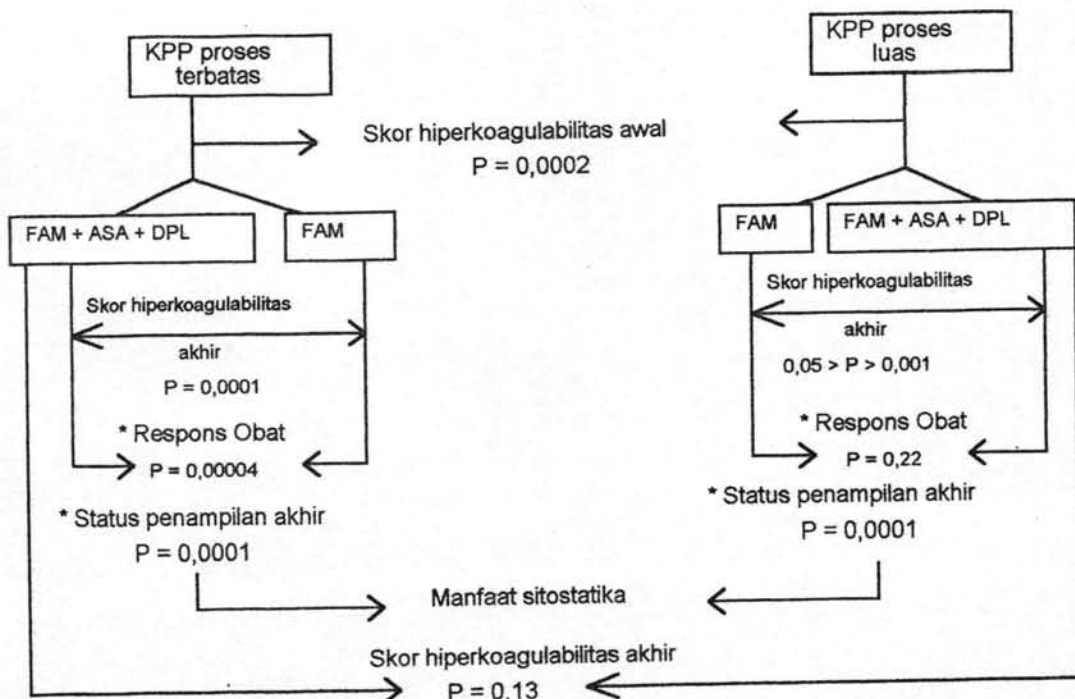 KPP proses
terbatas
KPP proses
luas
Skor hiperkoagulabilitas awal
P = 0,0002
FAM + ASA + DPL
FAM
FAM
FAM + ASA + DPL
Skor hiperkoagulabilitas
akhir
P = 0,0001
Skor hiperkoagulabilitas
akhir
0,05 > P > 0,001
* Respons Obat
P = 0,00004
* Respons Obat
P = 0,22
* Status penampilan akhir
P = 0,0001
* Status penampilan akhir
P = 0,0001
Manfaat sitostatika
Skor hiperkoagulabilitas akhir
P = 0,13